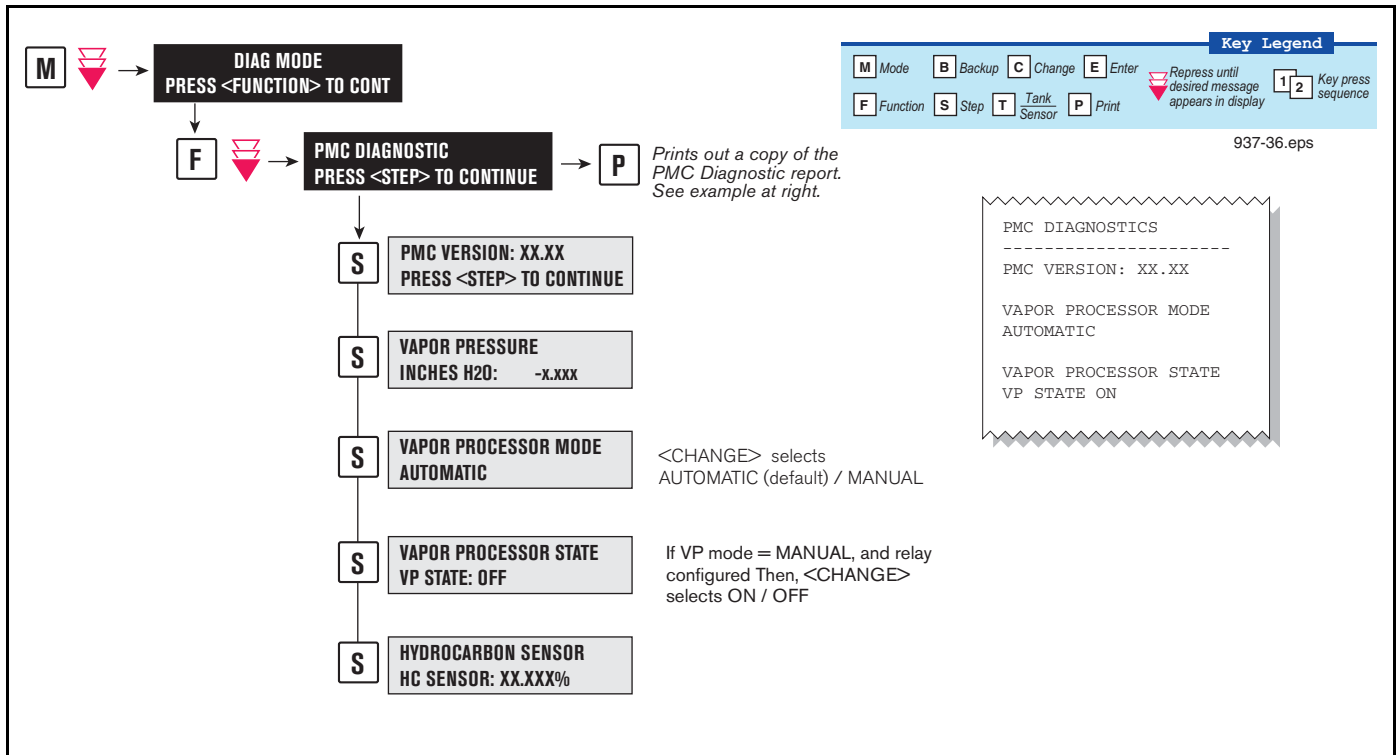 M
DIAG MODE
PRESS <FUNCTION> TO CONT
Key Legend
M Mode B Backup C Change E Enter
F Function S Step T Tank Sensor P Print
Repress until
desired message
appears in display
1 2
Key press
sequence
937-36.eps
F
PMC DIAGNOSTIC
PRESS <STEP> TO CONTINUE
P
Prints out a copy of the
PMC Diagnostic report.
See example at right.
S
PMC VERSION: XX.XX
PRESS <STEP> TO CONTINUE
S
VAPOR PRESSURE
INCHES H20: -x.xxx
S
VAPOR PROCESSOR MODE
AUTOMATIC
<CHANGE> selects
AUTOMATIC (default) / MANUAL
S
VAPOR PROCESSOR STATE
VP STATE: OFF
If VP mode = MANUAL, and relay
configured Then, <CHANGE>
selects ON / OFF
S
HYDROCARBON SENSOR
HC SENSOR: XX.XXX%
PMC DIAGNOSTICS
----------------------
PMC VERSION: XX.XX
VAPOR PROCESSOR MODE
AUTOMATIC
VAPOR PROCESSOR STATE
VP STATE ON